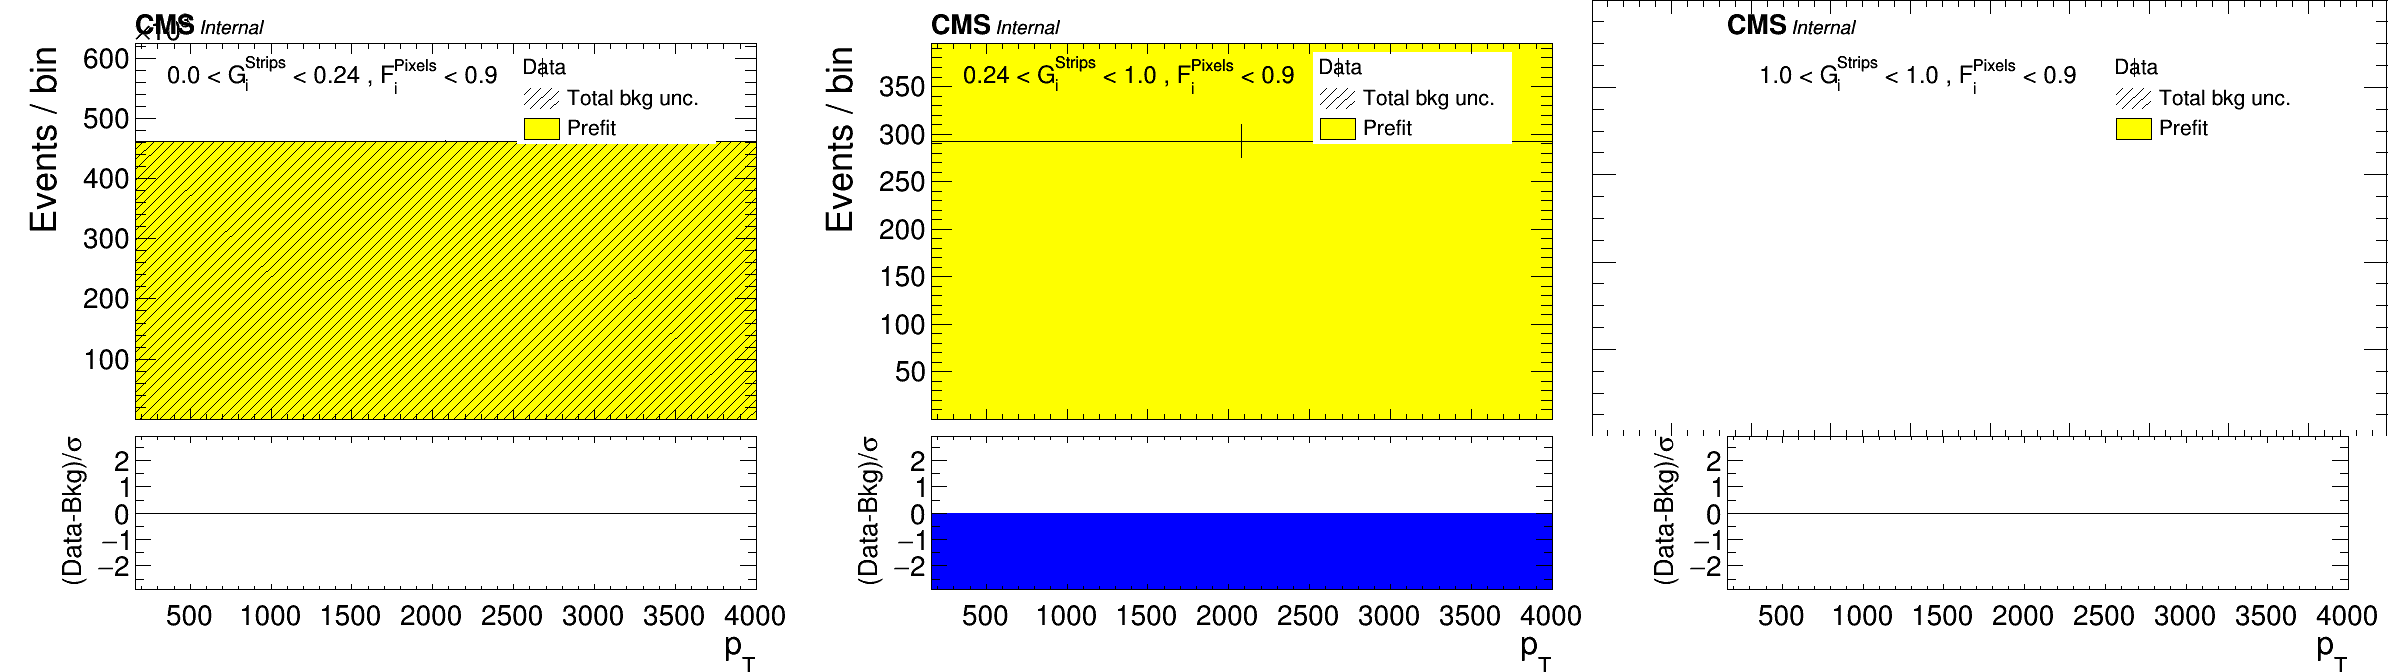 ×10³
CMS Internal
Events / bin
600
500
400
300
200
100
0.0 < G_i^Strips < 0.24 , F_i^Pixels < 0.9
Data
Total bkg unc.
Prefit
(Data-Bkg)/σ
2
1
0
−1
−2
500 1000 1500 2000 2500 3000 3500 4000
p_T
CMS Internal
Events / bin
350
300
250
200
150
100
50
0.24 < G_i^Strips < 1.0 , F_i^Pixels < 0.9
Data
Total bkg unc.
Prefit
(Data-Bkg)/σ
2
1
0
−1
−2
500 1000 1500 2000 2500 3000 3500 4000
p_T
CMS Internal
1.0 < G_i^Strips < 1.0 , F_i^Pixels < 0.9
Data
Total bkg unc.
Prefit
(Data-Bkg)/σ
2
1
0
−1
−2
500 1000 1500 2000 2500 3000 3500 4000
p_T